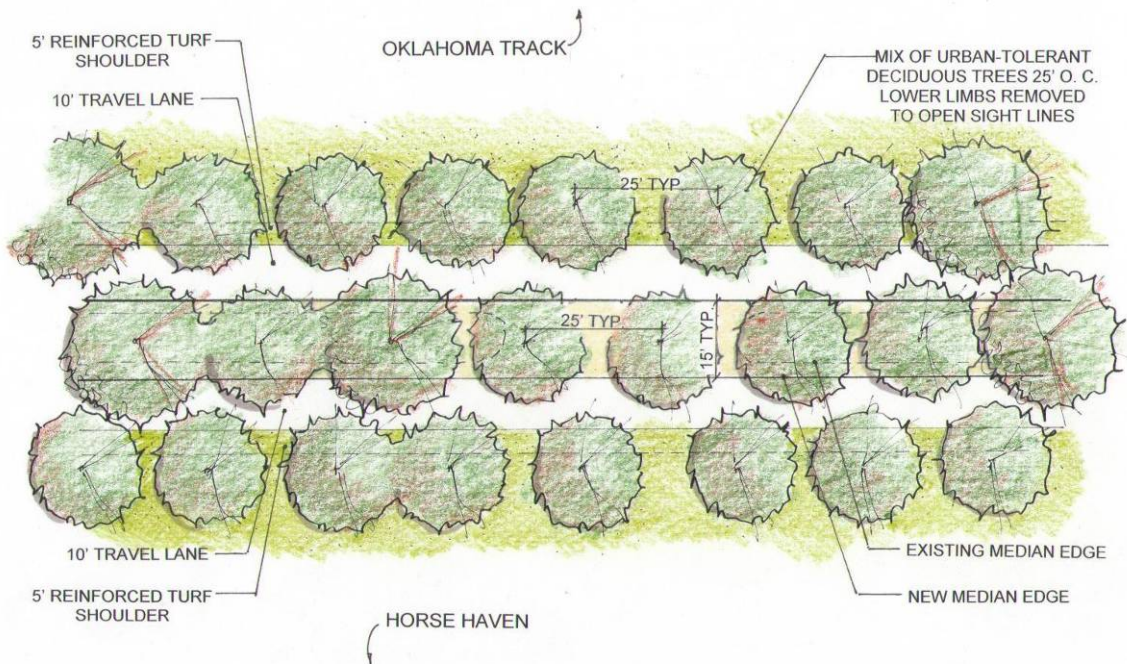 5' REINFORCED TURF
SHOULDER
OKLAHOMA TRACK
10' TRAVEL LANE
MIX OF URBAN-TOLERANT
DECIDUOUS TREES 25' O. C.
LOWER LIMBS REMOVED
TO OPEN SIGHT LINES
25' TYP.
25' TYP.
15' TYP.
10' TRAVEL LANE
5' REINFORCED TURF
SHOULDER
EXISTING MEDIAN EDGE
NEW MEDIAN EDGE
HORSE HAVEN